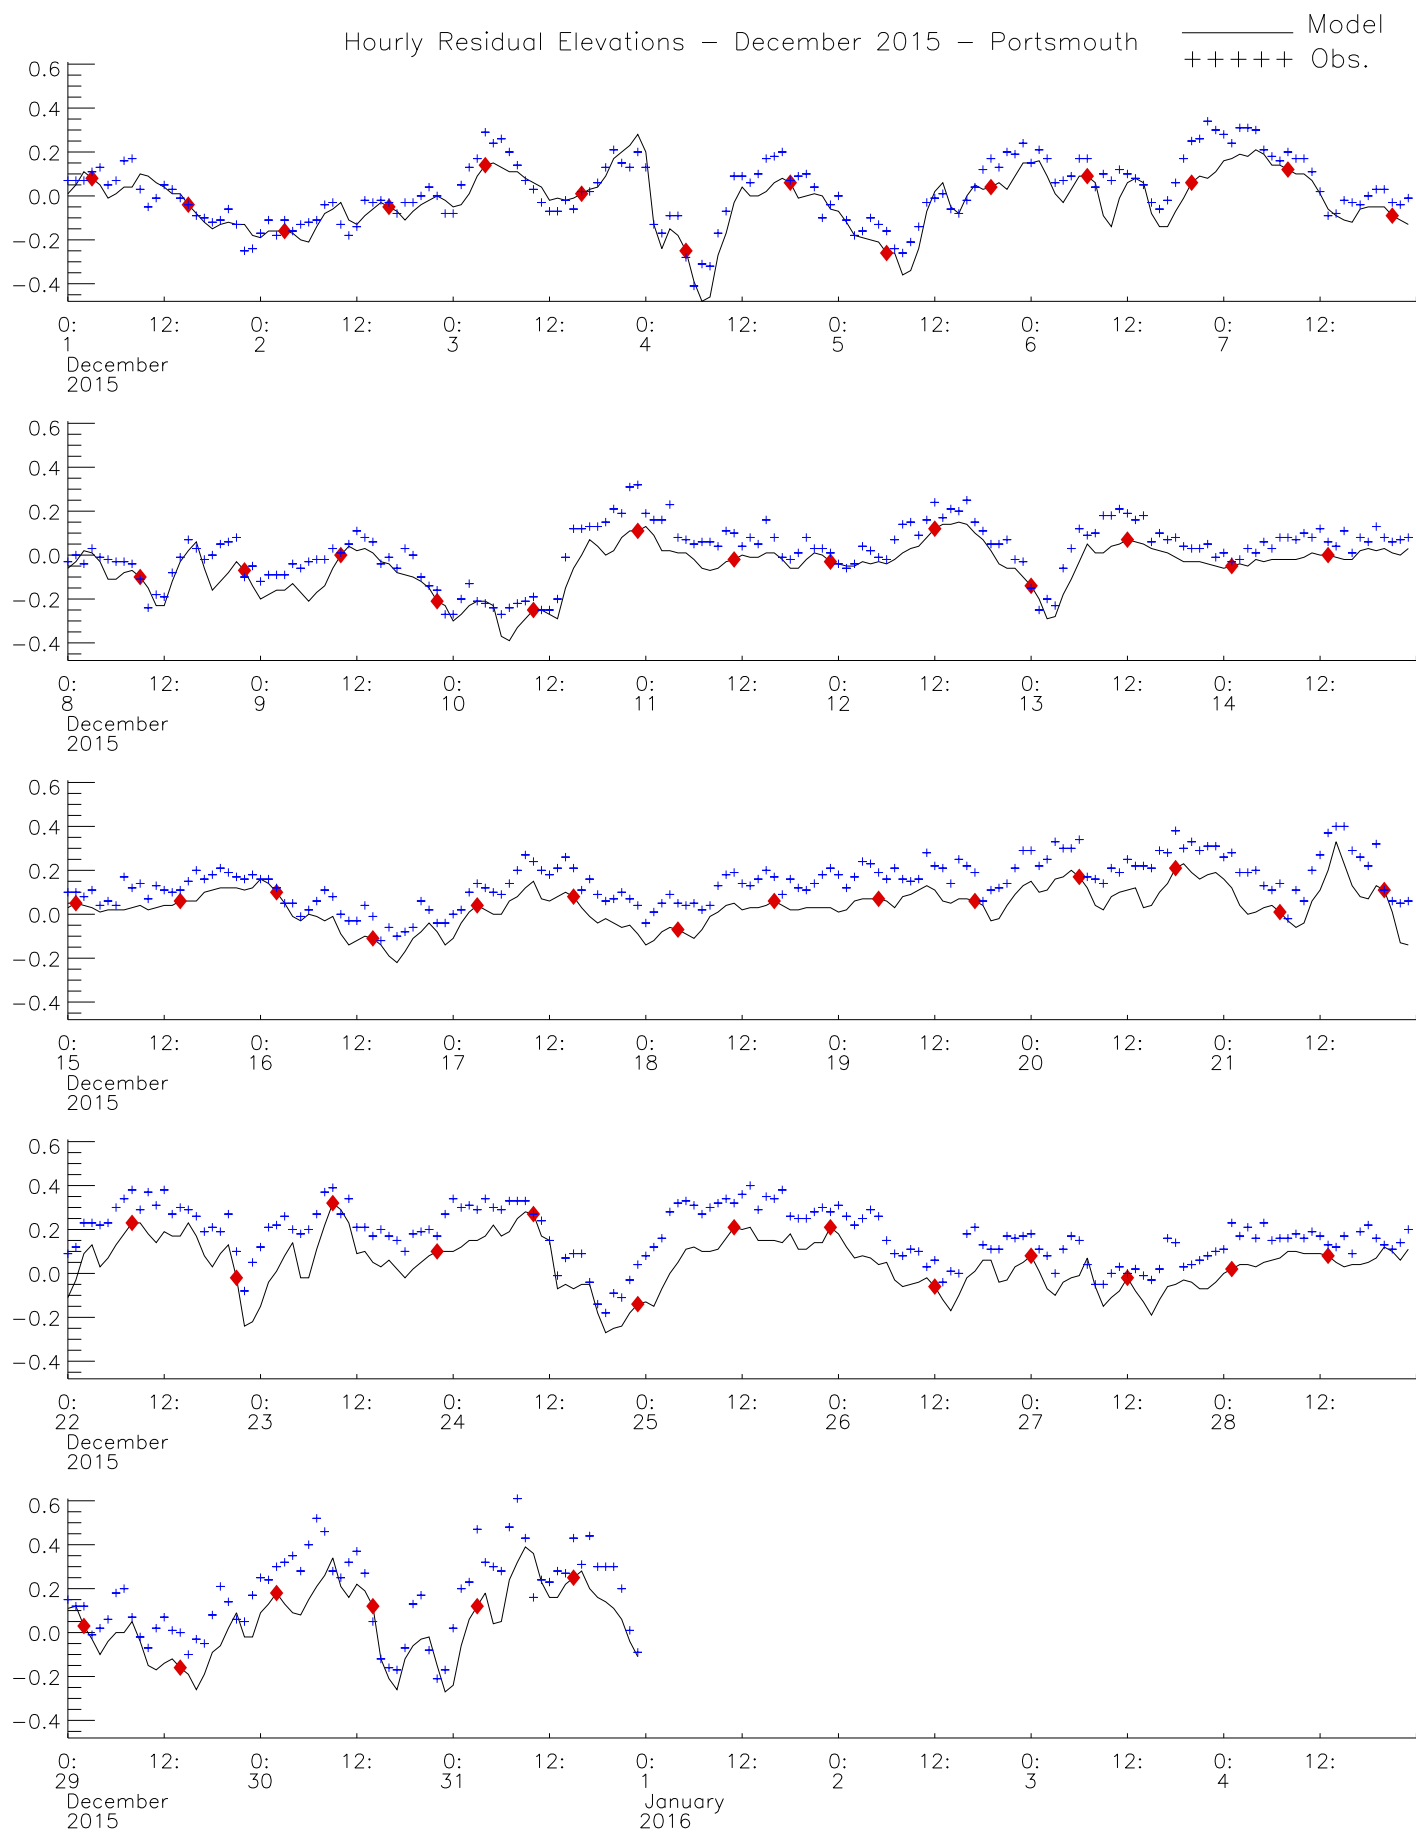 Model
Hourly Residual Elevations − December 2015 − Portsmouth
+++++ Obs.
0.6
0.4
0.2
0.0
−0.2
−0.4
0: 12: 0: 12: 0: 12: 0: 12: 0: 12: 0: 12: 0: 12:
1 2 3 4 5 6 7
December
2015
0.6
0.4
0.2
0.0
−0.2
−0.4
0: 12: 0: 12: 0: 12: 0: 12: 0: 12: 0: 12: 0: 12:
8 9 10 11 12 13 14
December
2015
0.6
0.4
0.2
0.0
−0.2
−0.4
0: 12: 0: 12: 0: 12: 0: 12: 0: 12: 0: 12: 0: 12:
15 16 17 18 19 20 21
December
2015
0.6
0.4
0.2
0.0
−0.2
−0.4
0: 12: 0: 12: 0: 12: 0: 12: 0: 12: 0: 12: 0: 12:
22 23 24 25 26 27 28
December
2015
0.6
0.4
0.2
0.0
−0.2
−0.4
0: 12: 0: 12: 0: 12: 0: 12: 0: 12: 0: 12: 0: 12:
29 30 31 1 2 3 4
December January
2015 2016